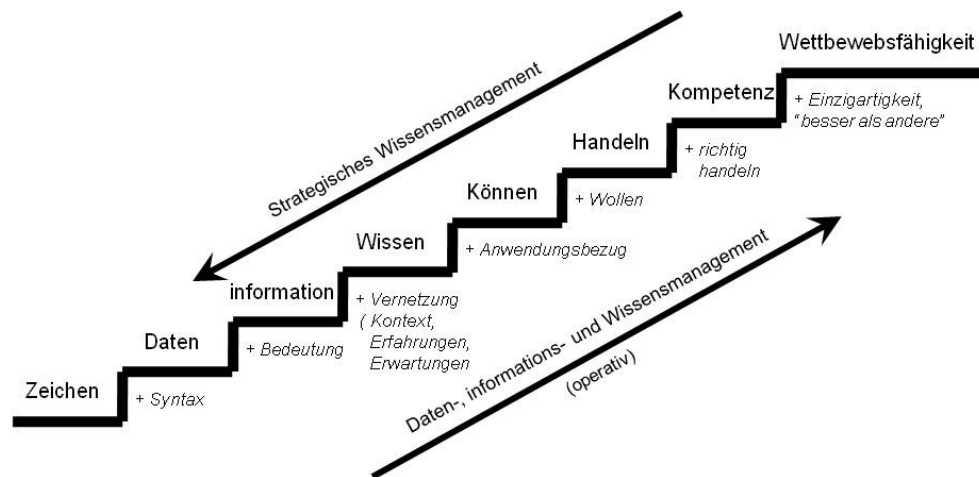 Wettbewebsfähigkeit
+ Einzigartigkeit,
"besser als andere"
Kompetenz
+ richtig
handeln
Handeln
+ Wollen
Können
+ Anwendungsbezug
Wissen
+ Vernetzung
( Kontext,
Erfahrungen,
Erwartungen
information
+ Bedeutung
Daten
+ Syntax
Zeichen
Strategisches Wissensmanagement
Daten-, informations- und Wissensmanagement
(operativ)